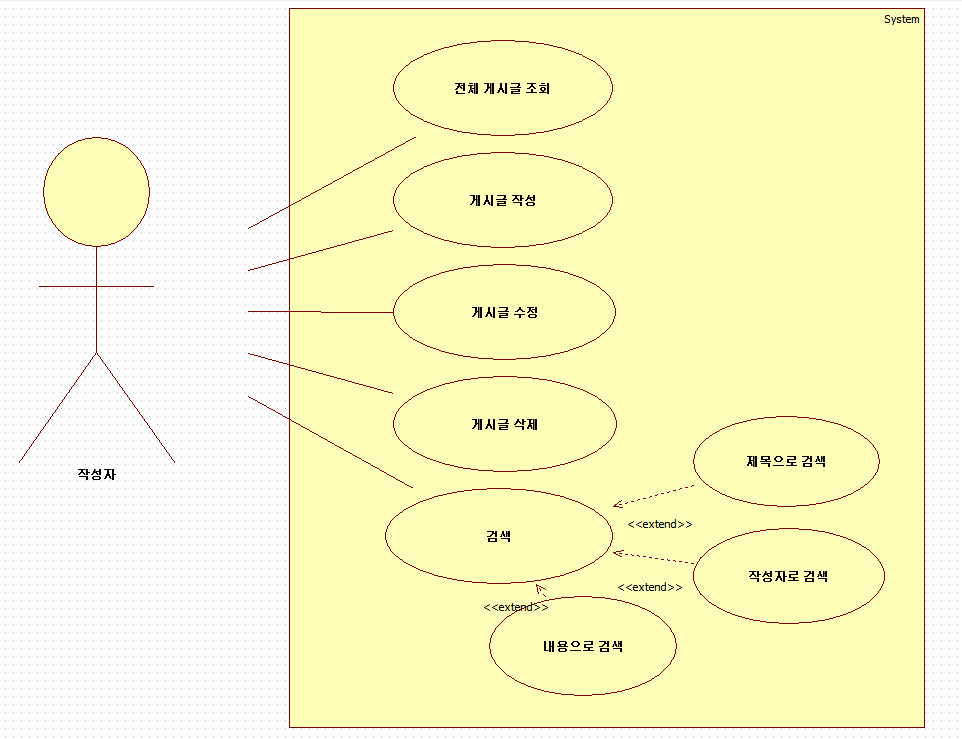 System
전체 게시글 조회
게시글 작성
게시글 수정
게시글 삭제
작성자
제목으로 검색
<<extend>>
검색
작성자로 검색
<<extend>>
<<extend>>
내용으로 검색